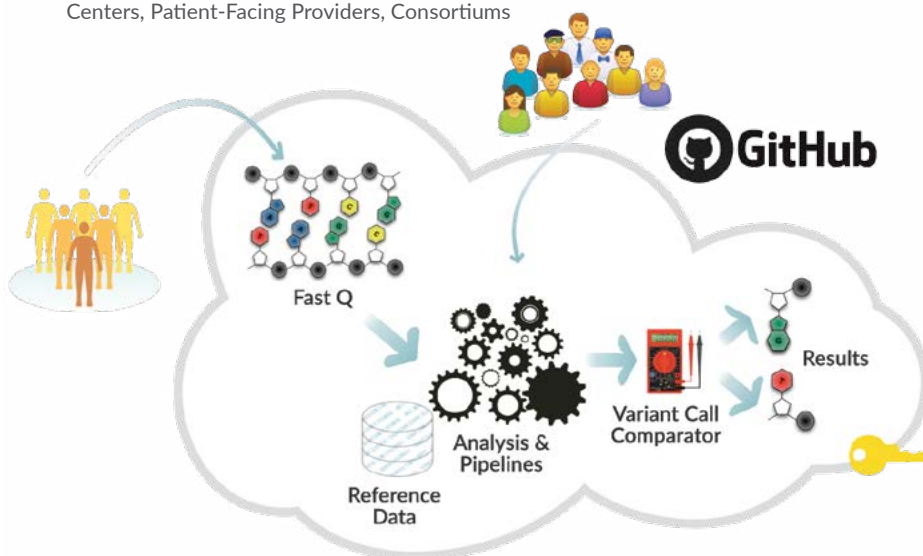 Centers, Patient-Facing Providers, Consortiums
GitHub
Fast Q
Results
Variant Call
Comparator
Analysis &
Pipelines
Reference
Data